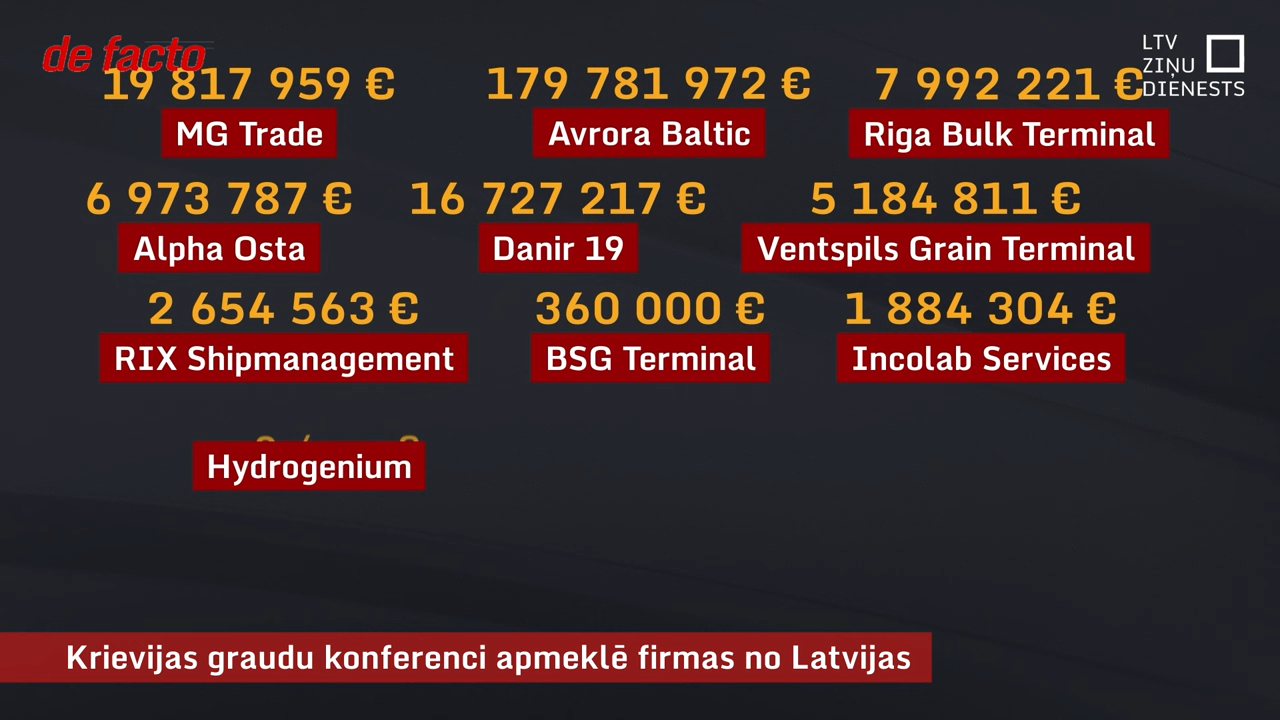 de facto
LTV
ZIŅU
DIENESTS
19 817 959 € 179 781 972 € 7 992 221 €
MG Trade Avrora Baltic Riga Bulk Terminal
6 973 787 € 16 727 217 € 5 184 811 €
Alpha Osta Danir 19 Ventspils Grain Terminal
2 654 563 € 360 000 € 1 884 304 €
RIX Shipmanagement BSG Terminal Incolab Services
Hydrogenium
Krievijas graudu konferenci apmeklē firmas no Latvijas